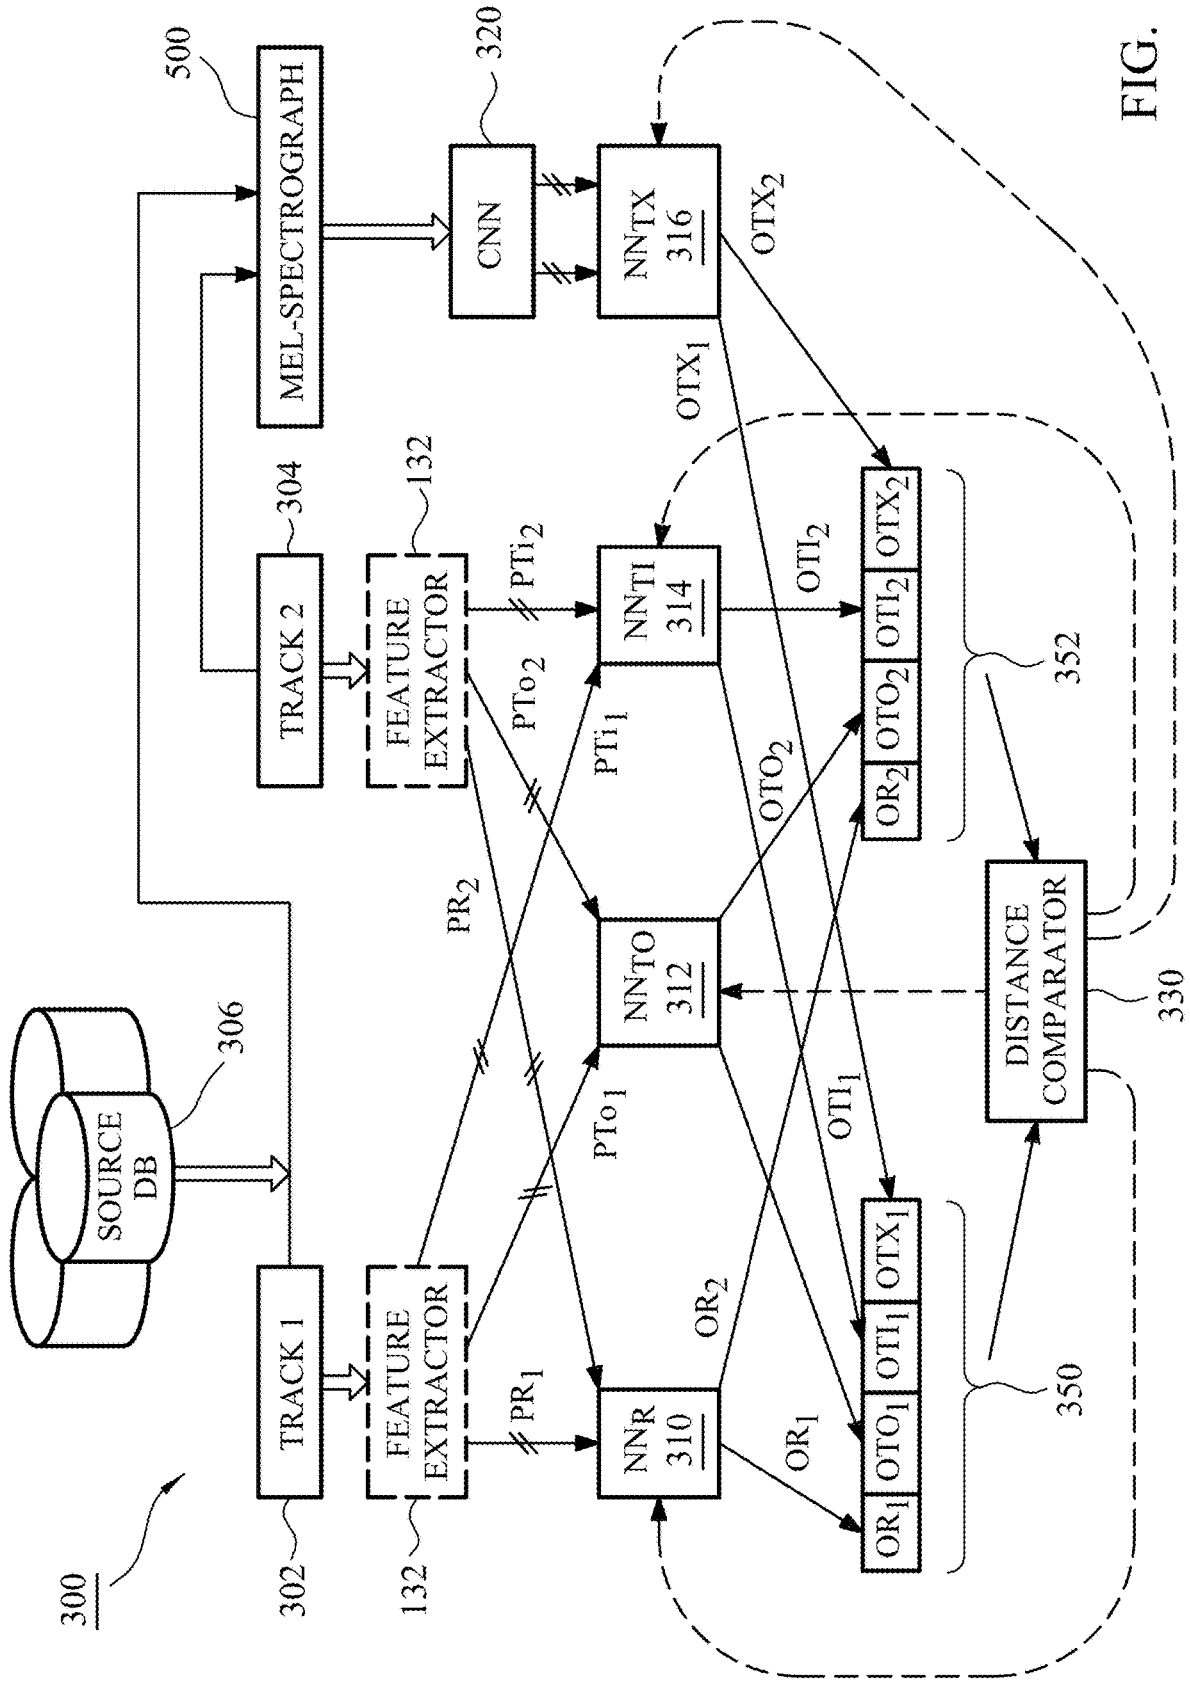 300
SOURCE
DB
306
TRACK 1
302
TRACK 2
304
MEL-SPECTROGRAPH
500
FEATURE
EXTRACTOR
132
FEATURE
EXTRACTOR
132
CNN
320
PR1
PR2
PTo2
PTi2
PTo1
PTi1
NNR
310
NNTO
312
NNTI
314
NNTX
316
OR1
OR2
OTI1
OTO2
OTI2
OTX1
OTX2
OR1
OTO1
OTI1
OTX1
OR2
OTO2
OTI2
OTX2
350
352
DISTANCE
COMPARATOR
330
FIG.